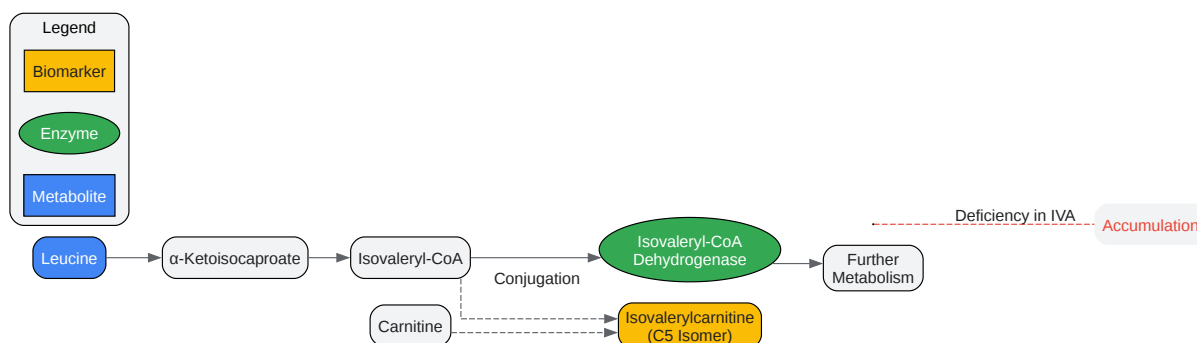 Legend
Biomarker
Enzyme
Metabolite
Leucine
α-Ketoisocaproate
Isovaleryl-CoA
Conjugation
Isovaleryl-CoA
Dehydrogenase
Further
Metabolism
Deficiency in IVA
Accumulation
Carnitine
Isovalerylcarnitine
(C5 Isomer)